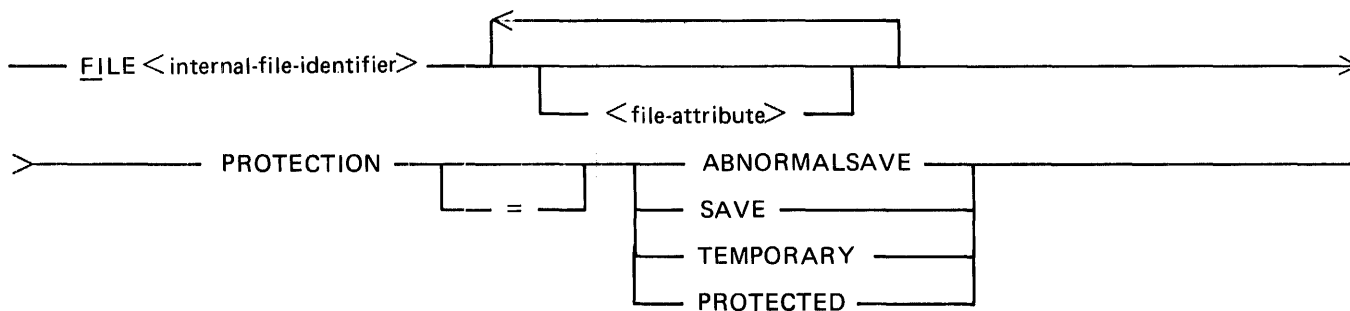 FILE <internal-file-identifier>
<file-attribute>
PROTECTION ABNORMALSAVE
= SAVE
TEMPORARY
PROTECTED